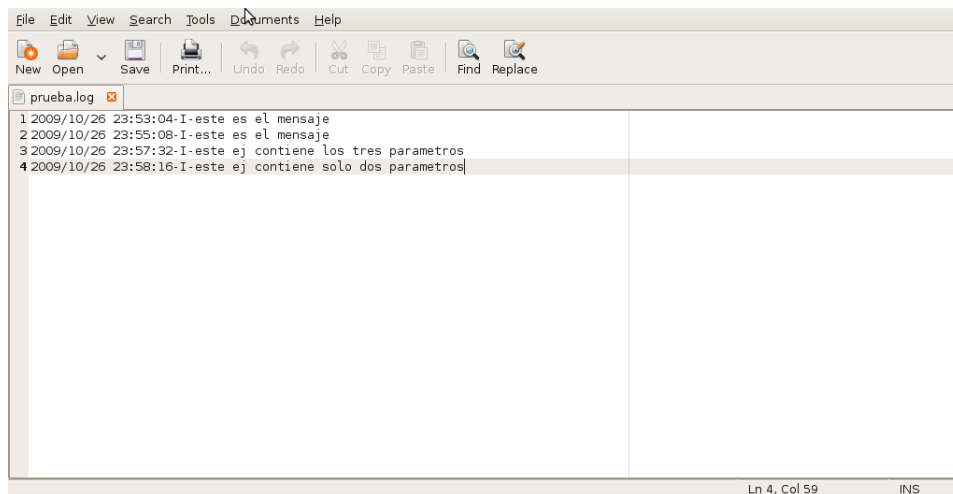 File Edit View Search Tools Documents Help
New Open Save Print... Undo Redo Cut Copy Paste Find Replace
prueba.log
1 2009/10/26 23:53:04-I-este es el mensaje
2 2009/10/26 23:55:08-I-este es el mensaje
3 2009/10/26 23:57:32-I-este ej contiene los tres parametros
4 2009/10/26 23:58:16-I-este ej contiene solo dos parametros
Ln 4, Col 59 INS